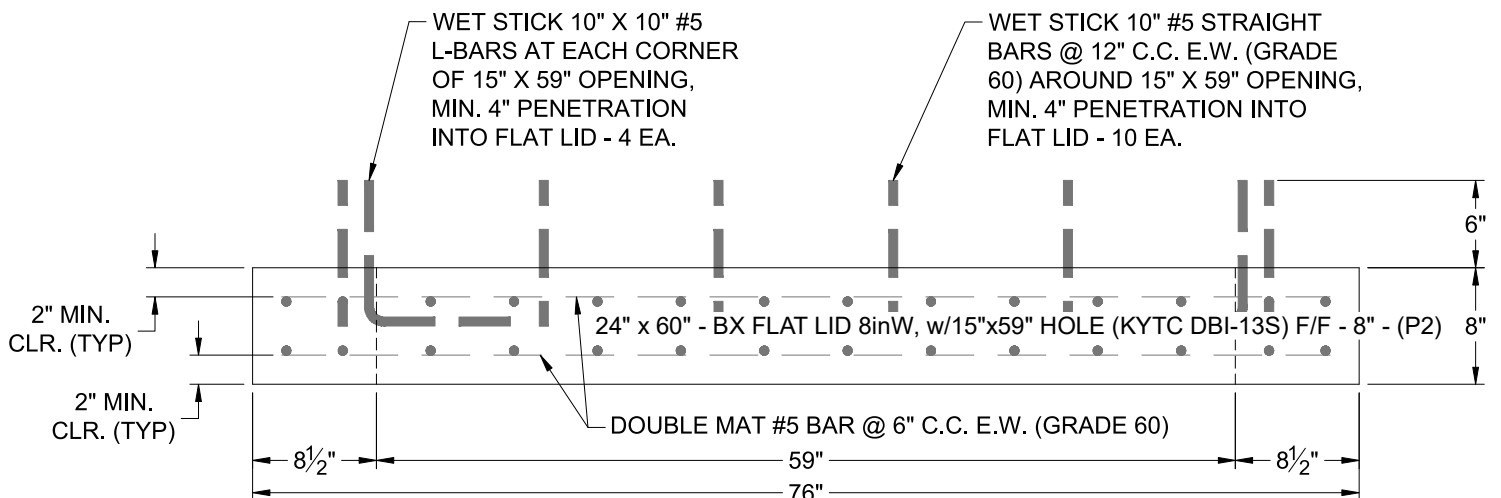 WET STICK 10" X 10" #5
L-BARS AT EACH CORNER
OF 15" X 59" OPENING,
MIN. 4" PENETRATION
INTO FLAT LID - 4 EA.
WET STICK 10" #5 STRAIGHT
BARS @ 12" C.C. E.W. (GRADE
60) AROUND 15" X 59" OPENING,
MIN. 4" PENETRATION INTO
FLAT LID - 10 EA.
6"
2" MIN.
CLR. (TYP)
24" x 60" - BX FLAT LID 8inW, w/15"x59" HOLE (KYTC DBI-13S) F/F - 8" - (P2)
8"
2" MIN.
CLR. (TYP)
DOUBLE MAT #5 BAR @ 6" C.C. E.W. (GRADE 60)
8½"
59"
8½"
76"